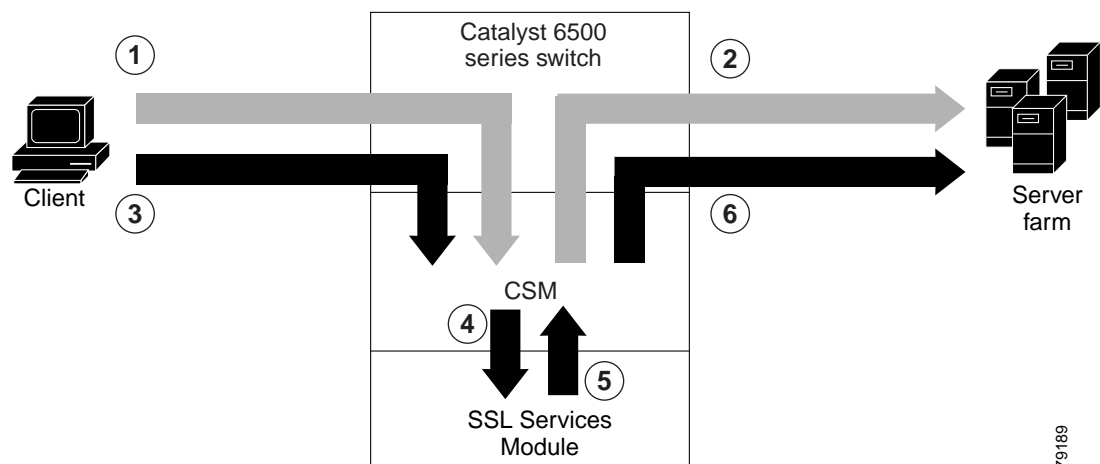 Catalyst 6500
series switch
1
2
Client
3
6
Server
farm
CSM
4
5
SSL Services
Module
79189